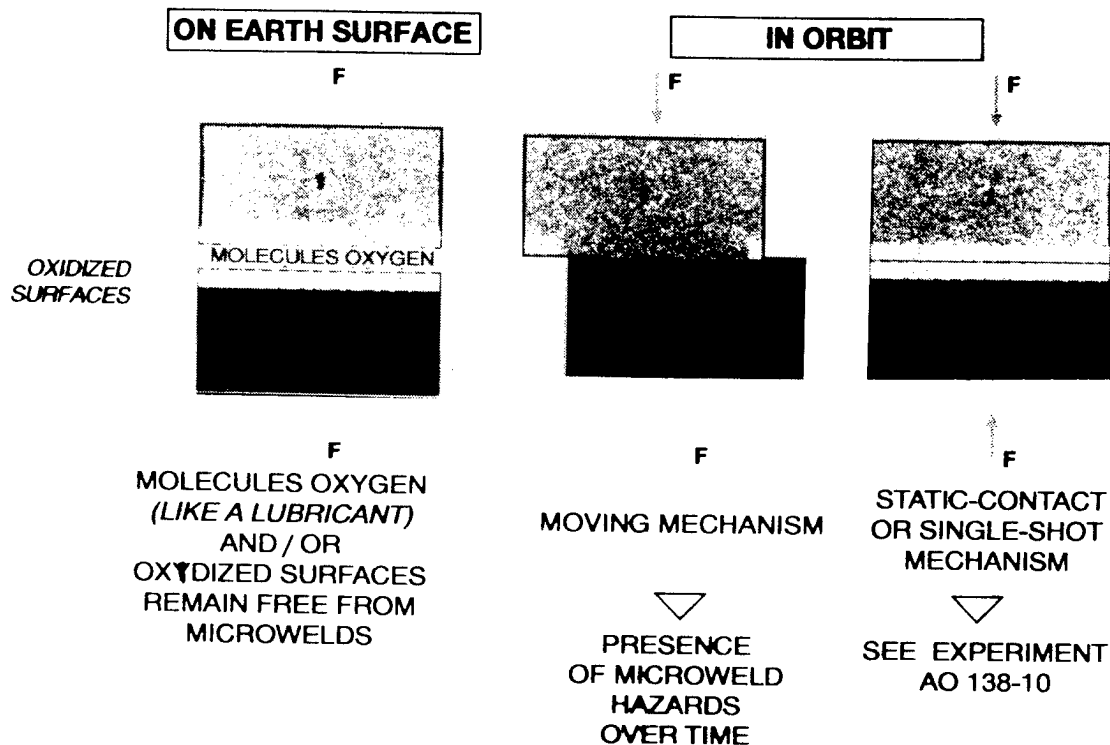 ON EARTH SURFACE
F
MOLECULES OXYGEN
OXIDIZED
SURFACES
F
MOLECULES OXYGEN
(LIKE A LUBRICANT)
AND / OR
OXYDIZED SURFACES
REMAIN FREE FROM
MICROWELDS
IN ORBIT
F
F
MOVING MECHANISM
PRESENCE
OF MICROWELD
HAZARDS
OVER TIME
F
F
STATIC-CONTACT
OR SINGLE-SHOT
MECHANISM
SEE EXPERIMENT
AO 138-10